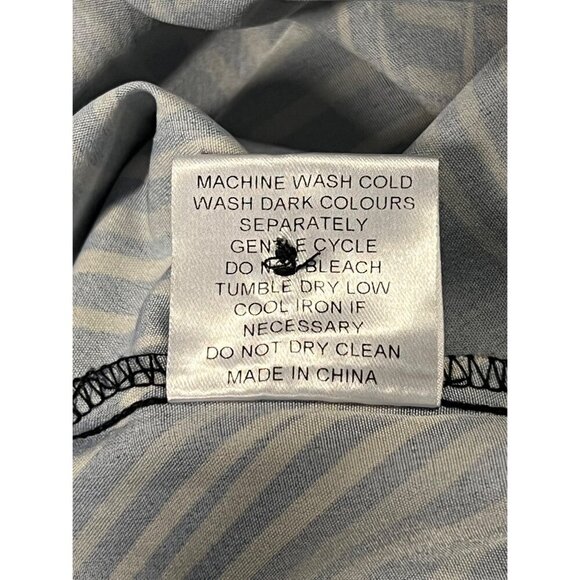 MACHINE WASH COLD
WASH DARK COLOURS
SEPARATELY
GENTLE CYCLE
DO NOT BLEACH
TUMBLE DRY LOW
COOL IRON IF
NECESSARY
DO NOT DRY CLEAN
MADE IN CHINA